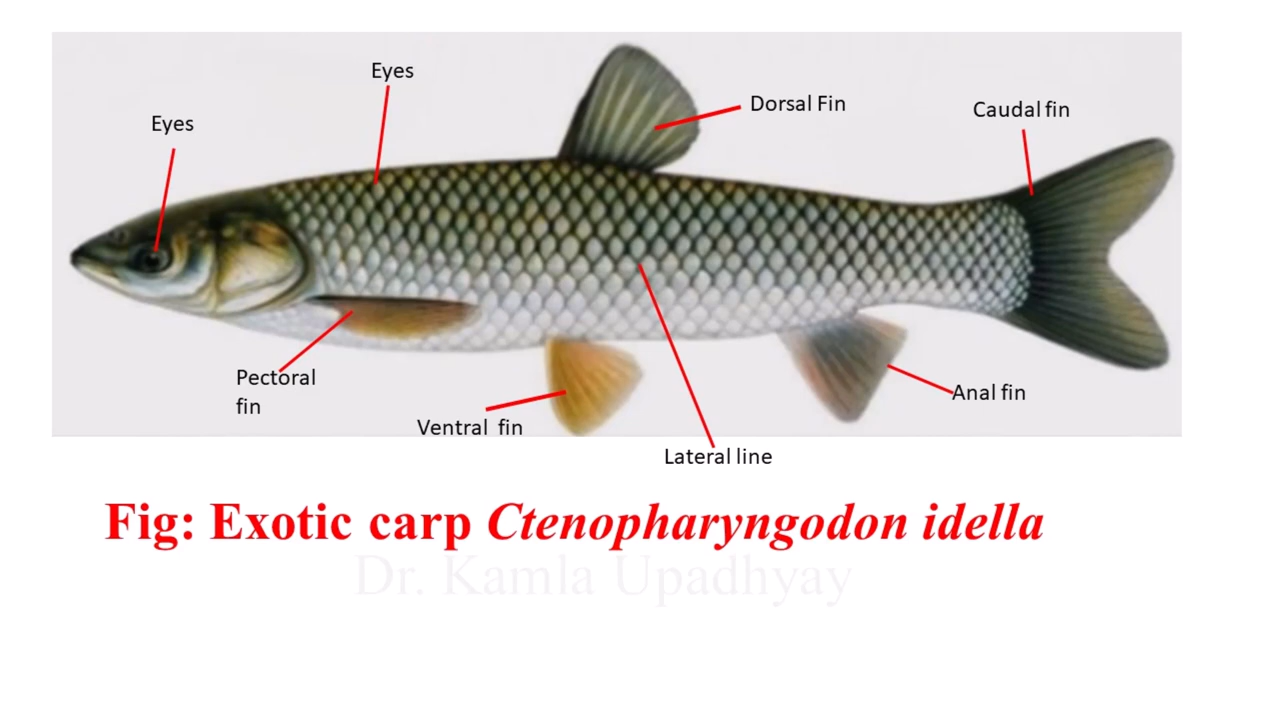 Eyes
Eyes
Dorsal Fin
Caudal fin
Pectoral
fin
Ventral fin
Anal fin
Lateral line
Fig: Exotic carp Ctenopharyngodon idella
Dr. Kamla Upadhyay